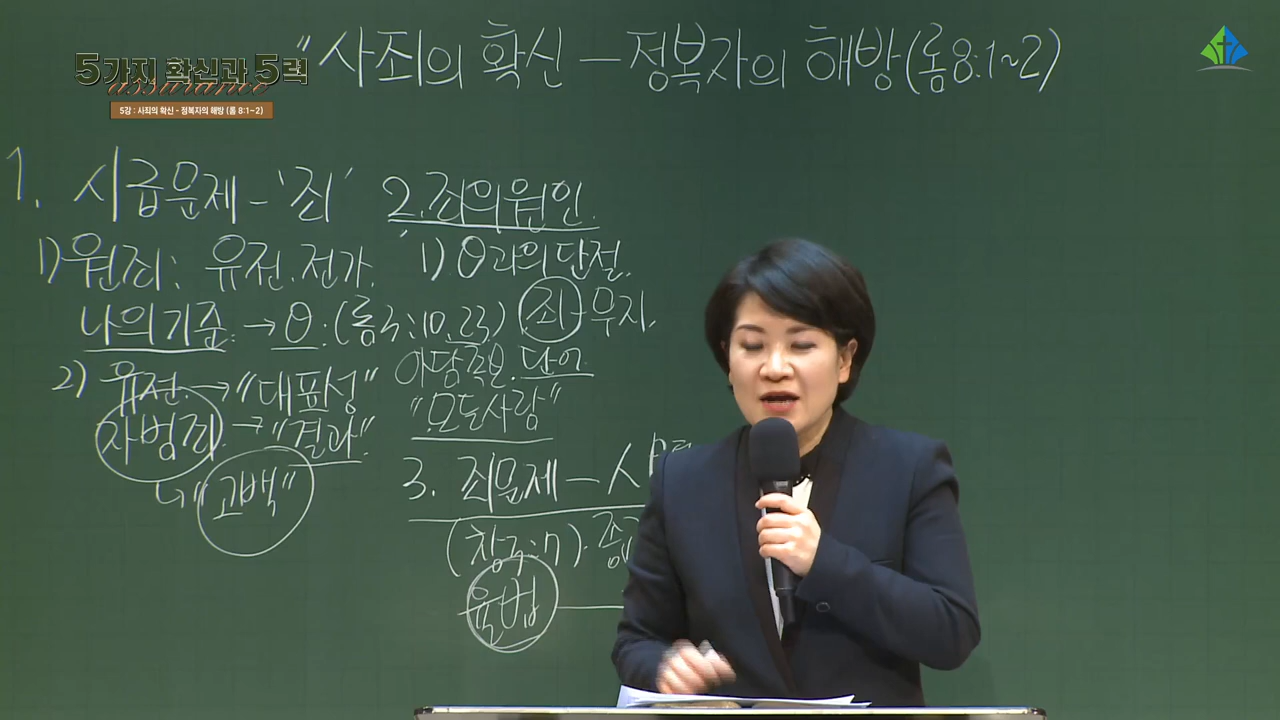 5가지 확신과 5력
assurance
5강 : 사죄의 확신 - 정복자의 해방 (롬 8:1~2)
"사죄의 확신 – 정복자의 해방(롬8:1~2)
1. 시급문제 - '죄'
1) 원죄: 유전.전가.
나의기준: → θ:(롬3:10,23)
2) 유전. → "대표성"
자범죄. → "결과"
↳ "고백"
2. 죄의원인.
1) θ과의단절.
죄-무지.
아담극본. 단어
"모든사람"
3. 죄문제 –
(창3:7).
율법